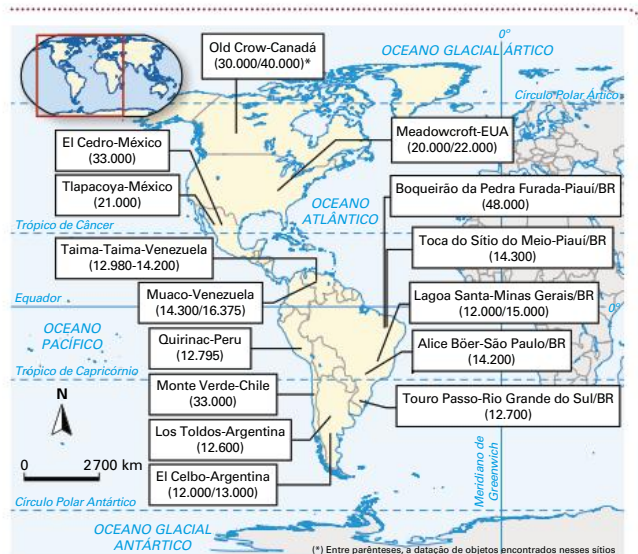 0°
Old Crow-Canadá
(30.000/40.000)*
OCEANO GLACIAL ÁRTICO
Círculo Polar Ártico
El Cedro-México
(33.000)
Meadowcroft-EUA
(20.000/22.000)
Tlapacoya-México
(21.000)
OCEANO
ATLÂNTICO
Boqueirão da Pedra Furada-Piauí/BR
(48.000)
Trópico de Câncer
Taima-Taima-Venezuela
(12.980-14.200)
Toca do Sítio do Meio-Piauí/BR
(14.300)
Muaco-Venezuela
(14.300/16.375)
Lagoa Santa-Minas Gerais/BR
(12.000/15.000)
Equador
0°
OCEANO
PACÍFICO
Quirinac-Peru
(12.795)
Alice Böer-São Paulo/BR
(14.200)
Trópico de Capricórnio
Monte Verde-Chile
(33.000)
Touro Passo-Rio Grande do Sul/BR
(12.700)
N
Los Toldos-Argentina
(12.600)
0 2700 km
El Celbo-Argentina
(12.000/13.000)
Meridiano de
Greenwich
Círculo Polar Antártico
OCEANO GLACIAL
ANTÁRTICO
(*) Entre parênteses, a datação de objetos encontrados nesses sítios